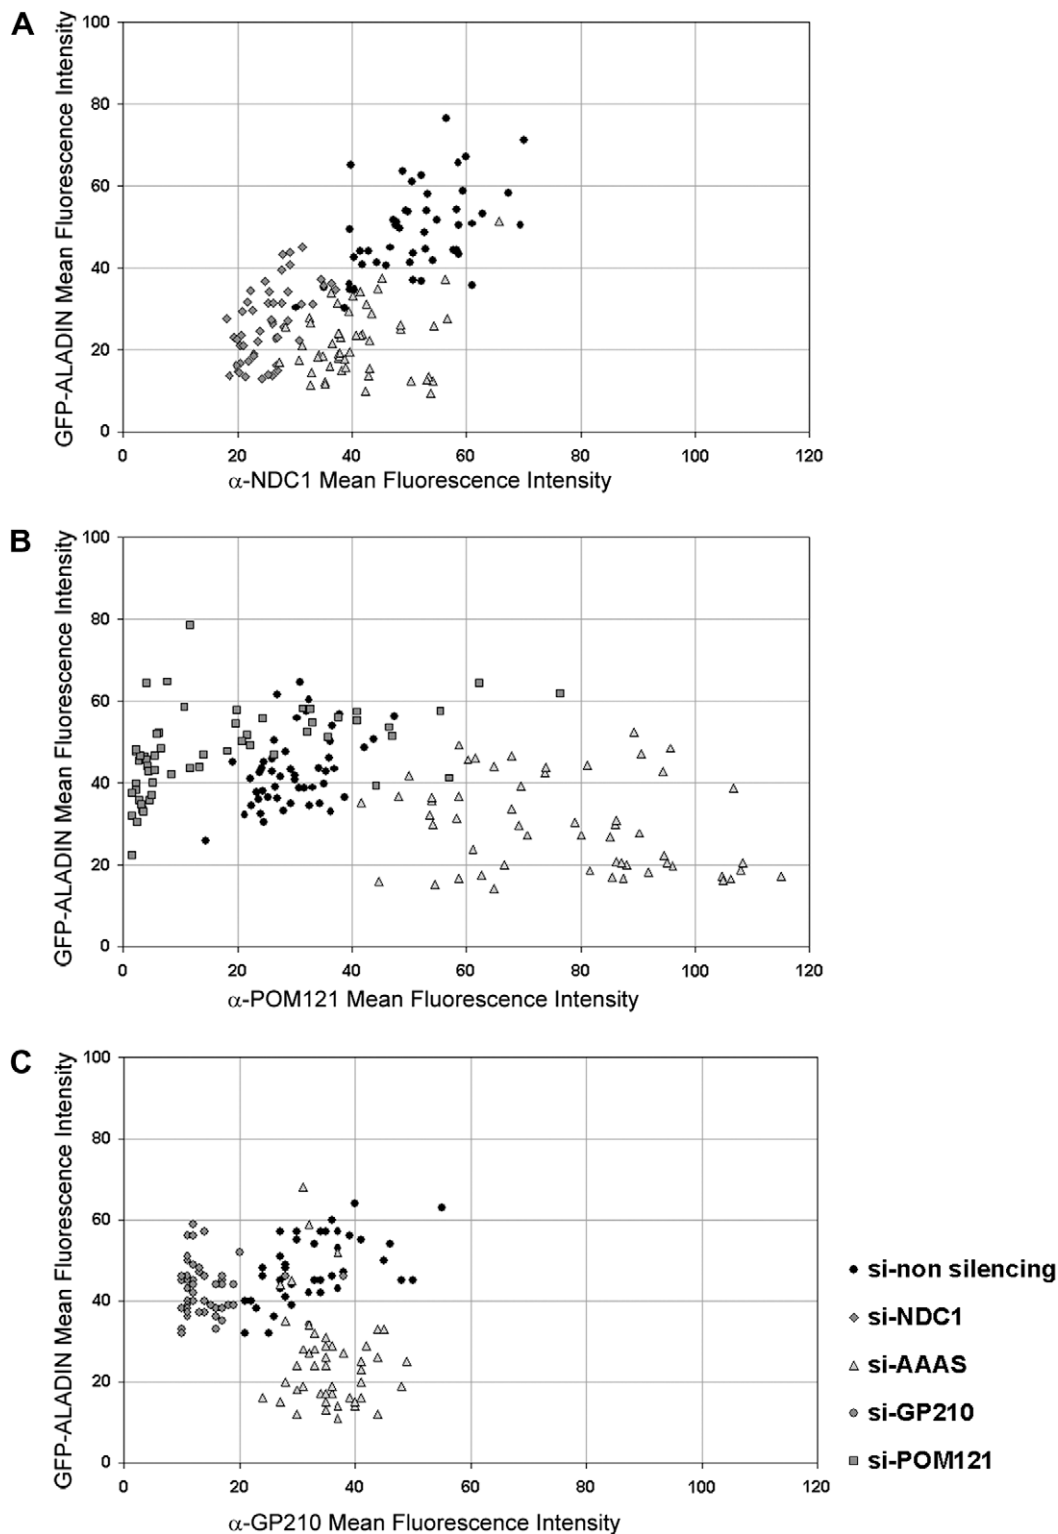 A
GFP-ALADIN Mean Fluorescence Intensity
100
80
60
40
20
0
0 20 40 60 80 100 120
α-NDC1 Mean Fluorescence Intensity
B
GFP-ALADIN Mean Fluorescence Intensity
100
80
60
40
20
0
0 20 40 60 80 100 120
α-POM121 Mean Fluorescence Intensity
C
GFP-ALADIN Mean Fluorescence Intensity
100
80
60
40
20
0
0 20 40 60 80 100 120
α-GP210 Mean Fluorescence Intensity
si-non silencing
si-NDC1
si-AAAS
si-GP210
si-POM121